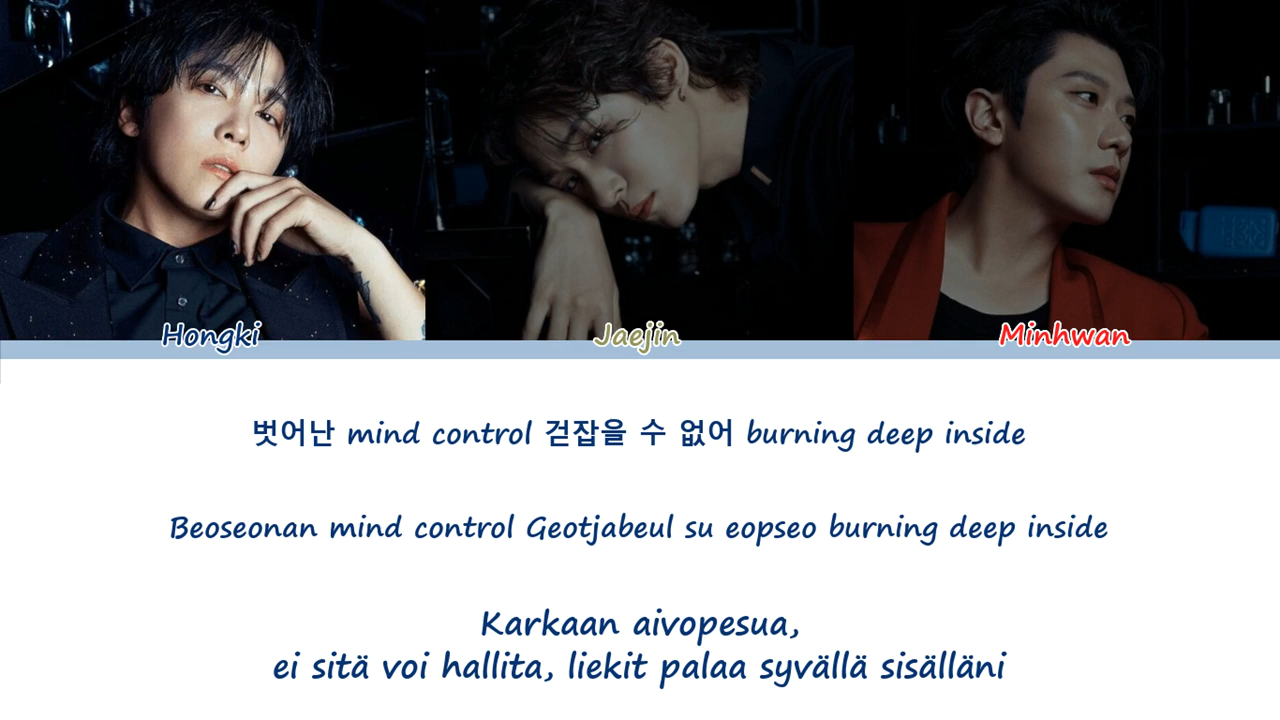 Hongki
Jaejin
Minhwan
벗어난 mind control 걷잡을 수 없어 burning deep inside
Beoseonan mind control Geotjabeul su eopseo burning deep inside
Karkaan aivopesua,
ei sitä voi hallita, liekit palaa syvällä sisälläni